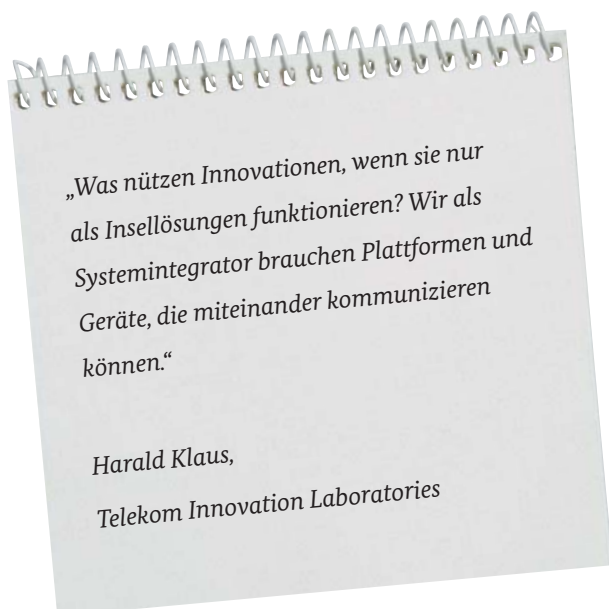 „Was nützen Innovationen, wenn sie nur
als Insellösungen funktionieren? Wir als
Systemintegrator brauchen Plattformen und
Geräte, die miteinander kommunizieren
können.“
Harald Klaus,
Telekom Innovation Laboratories